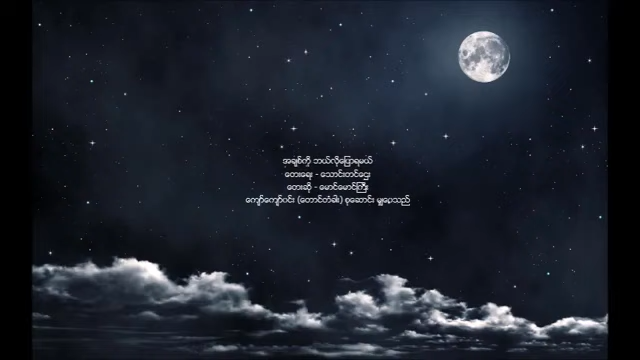 အချစ်ကို ဘယ်လိုပြောရမယ်
တေးရေး - သောင်းတင်ဌေး
တေးဆို - မောင်မောင်ကြီး
ကျော်ကျော်ဝင်း (တောင်တံခါး) စုဆောင်း မျှဝေသည်